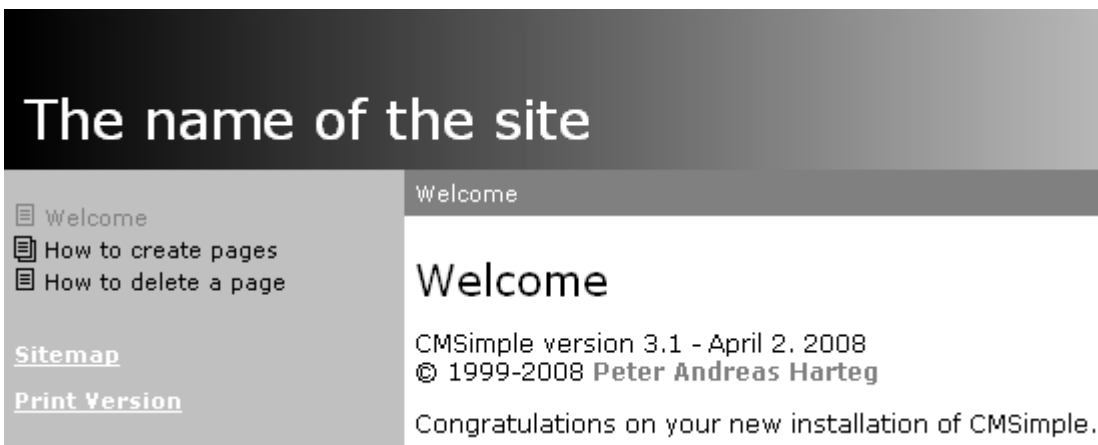 The name of the site
Welcome
How to create pages
How to delete a page
Sitemap
Print Version
Welcome
Welcome
CMSimple version 3.1 - April 2. 2008
© 1999-2008 Peter Andreas Harteg
Congratulations on your new installation of CMSimple.